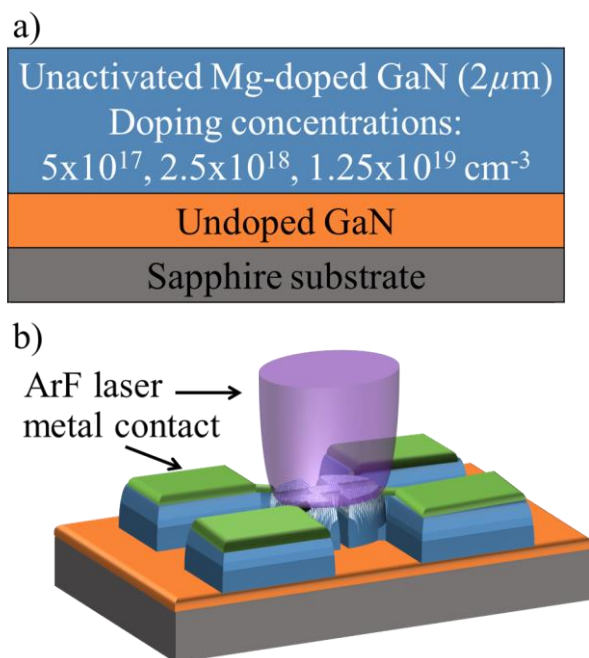 a)
Unactivated Mg-doped GaN (2μm)
Doping concentrations:
5x10¹⁷, 2.5x10¹⁸, 1.25x10¹⁹ cm⁻³
Undoped GaN
Sapphire substrate
b)
ArF laser
metal contact